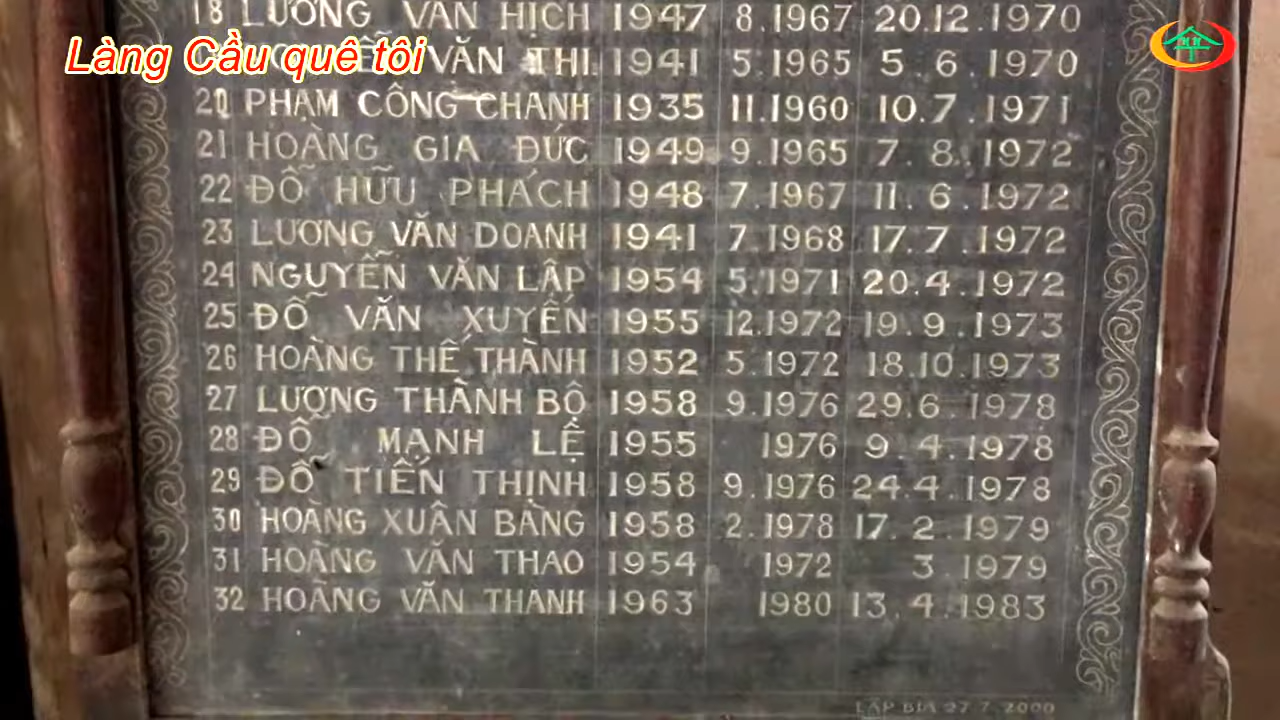 18 LƯƠNG VĂN HỊCH 1947 8.1967 20.12.1970
Làng Cầu quê tôi
VĂN THI 1941 5.1965 5.6.1970
20 PHẠM CÔNG CHANH 1935 11.1960 10.7.1971
21 HOÀNG GIA ĐỨC 1949 9.1965 7.8.1972
22 ĐỖ HỮU PHÁCH 1948 7.1967 11.6.1972
23 LƯƠNG VĂN DOANH 1941 7.1968 17.7.1972
24 NGUYỄN VĂN LẬP 1954 5.1971 20.4.1972
25 ĐỖ VĂN XUYẾN 1955 12.1972 19.9.1973
26 HOÀNG THẾ THÀNH 1952 5.1972 18.10.1973
27 LƯƠNG THÀNH BỘ 1958 9.1976 29.6.1978
28 ĐỖ MẠNH LỆ 1955 1976 9.4.1978
29 ĐỖ TIẾN THỊNH 1958 9.1976 24.4.1978
30 HOÀNG XUÂN BẰNG 1958 2.1978 17.2.1979
31 HOÀNG VĂN THAO 1954 1972 3.1979
32 HOÀNG VĂN THANH 1963 1980 13.4.1983
LẬP BIA 27.7.2000